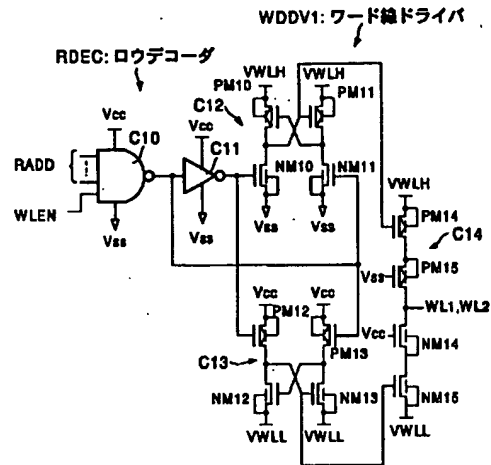 WDDV1: ワード線ドライバ
RDEC: ロウデコーダ
VWLH
VWLH
PM10
PM11
C12
Vcc
C10
Vcc
C11
RADD
WLEN
NM10
NM11
Vss
Vss
Vss
Vss
VWLH
PM14
C14
PM15
Vss
WL1,WL2
Vcc
Vcc
PM12
PM13
Vcc
NM14
C13
NM12
NM13
NM15
VWLL
VWLL
VWLL